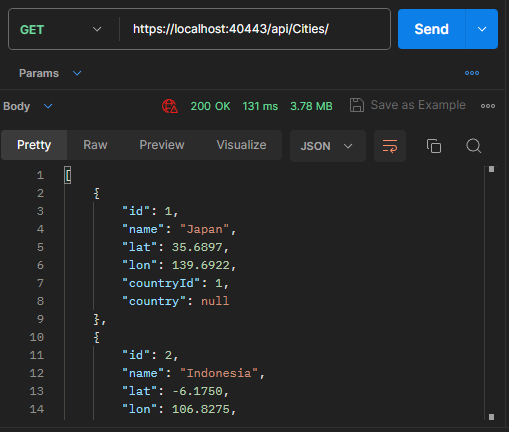 GET https://localhost:40443/api/Cities/ Send
Params
Body 200 OK 131 ms 3.78 MB Save as Example
Pretty Raw Preview Visualize JSON
1 [
2 {
3 "id": 1,
4 "name": "Japan",
5 "lat": 35.6897,
6 "lon": 139.6922,
7 "countryId": 1,
8 "country": null
9 },
10 {
11 "id": 2,
12 "name": "Indonesia",
13 "lat": -6.1750,
14 "lon": 106.8275,